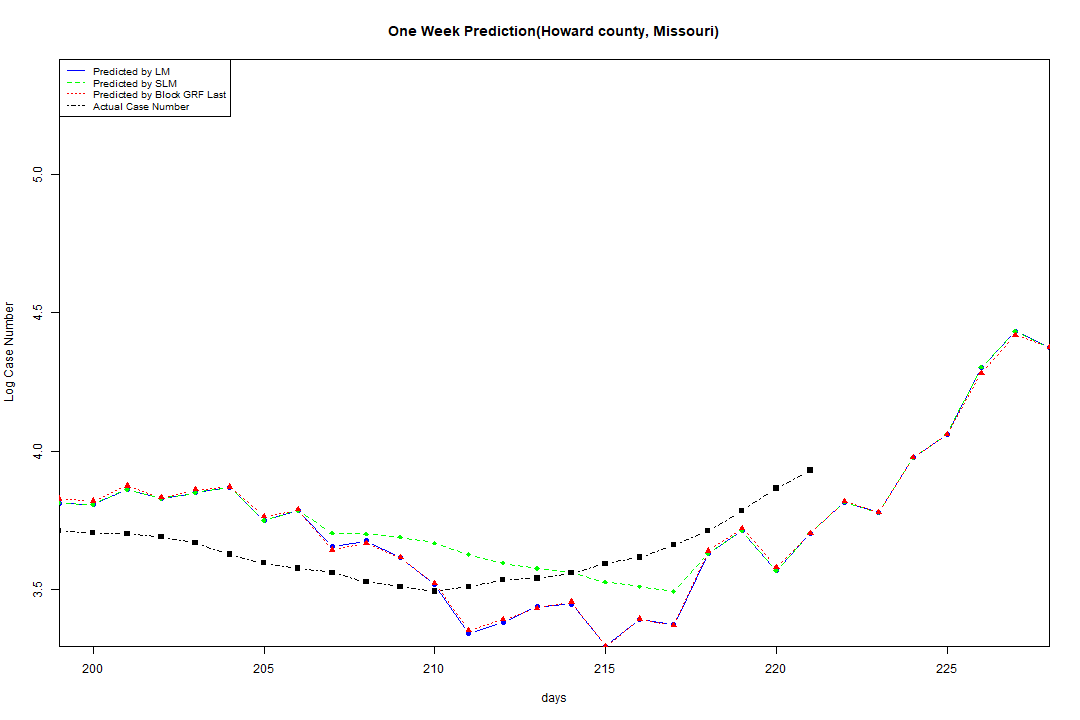 One Week Prediction(Howard county, Missouri)
Predicted by LM
Predicted by SLM
Predicted by Block GRF Last
Actual Case Number
5.0
4.5
4.0
3.5
Log Case Number
200 205 210 215 220 225
days